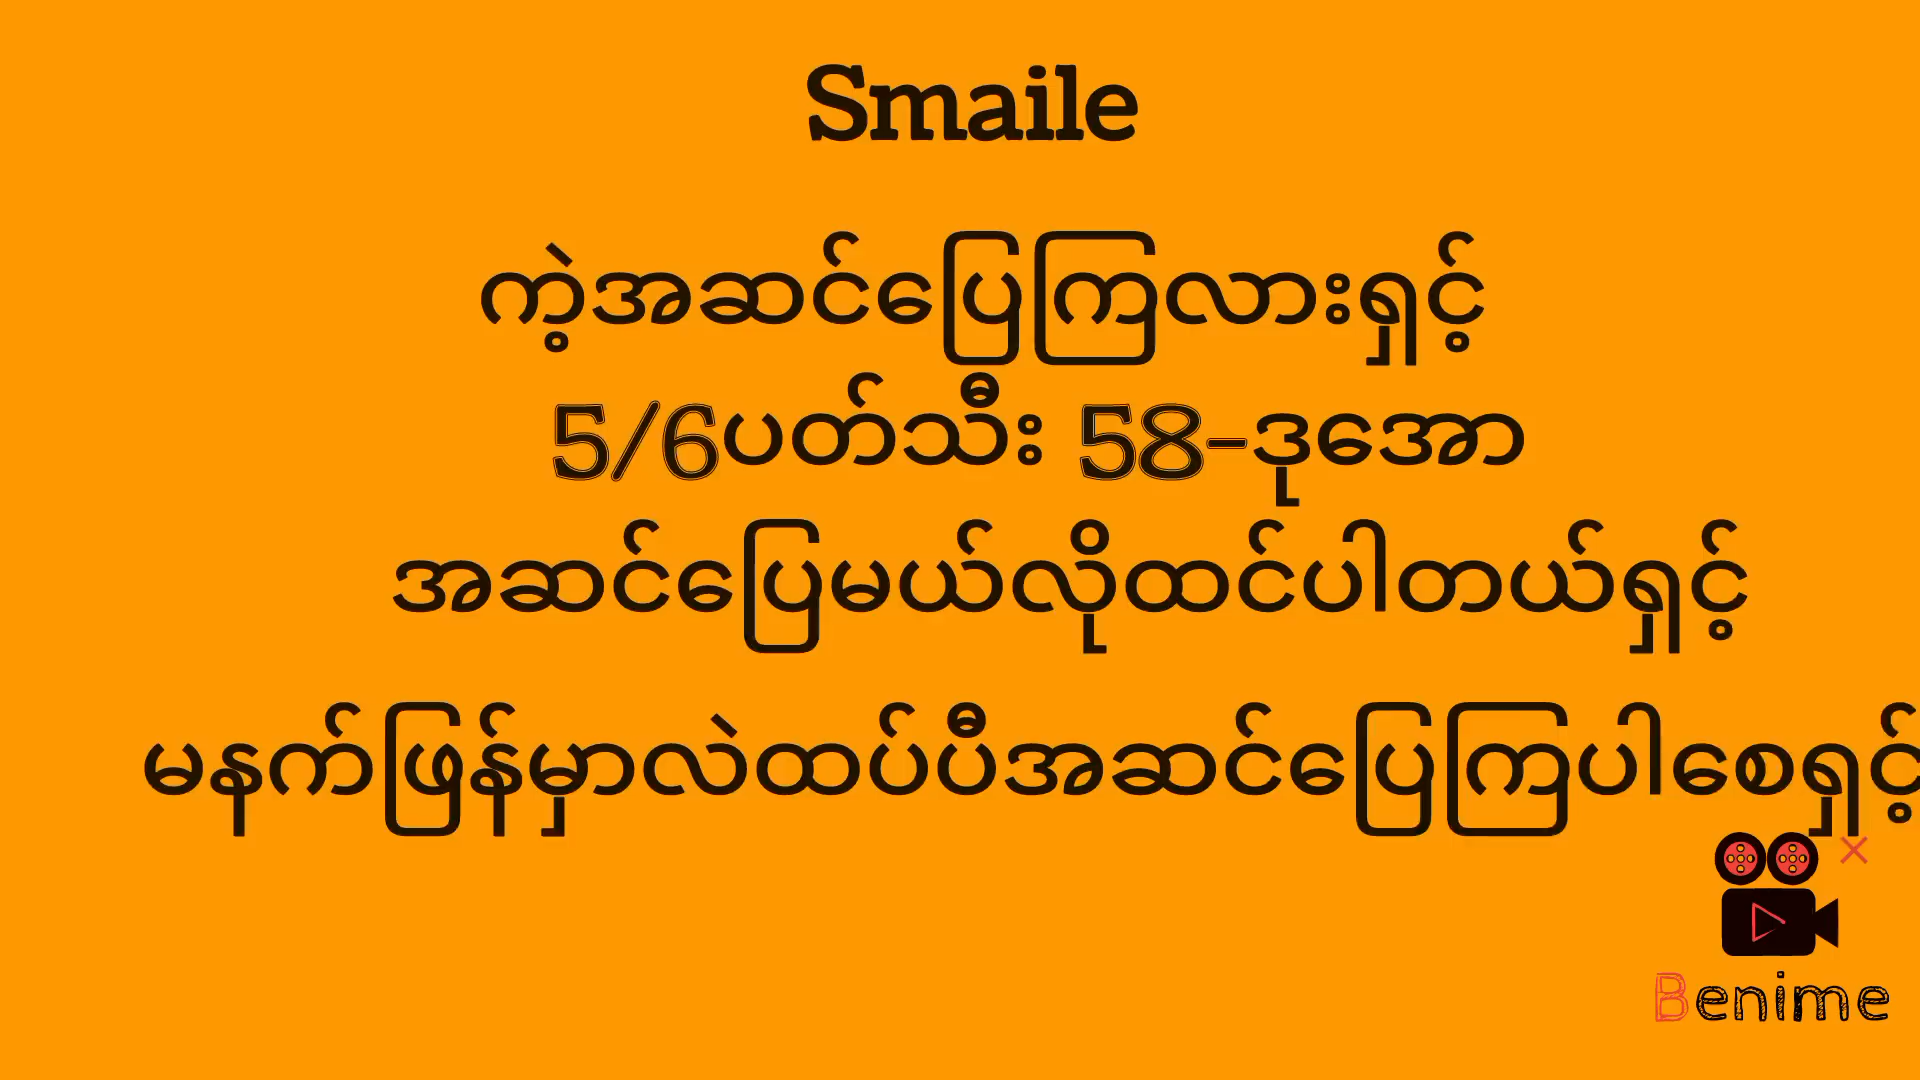 Smaile
ကဲ့အဆင်ပြေကြလားရှင့်
5/6ပတ်သီး 58-ဒုအော
အဆင်ပြေမယ်လိုထင်ပါတယ်ရှင့်
မနက်ဖြန်မှာလဲထပ်ပီအဆင်ပြေကြပါစေရှင့်
Benime